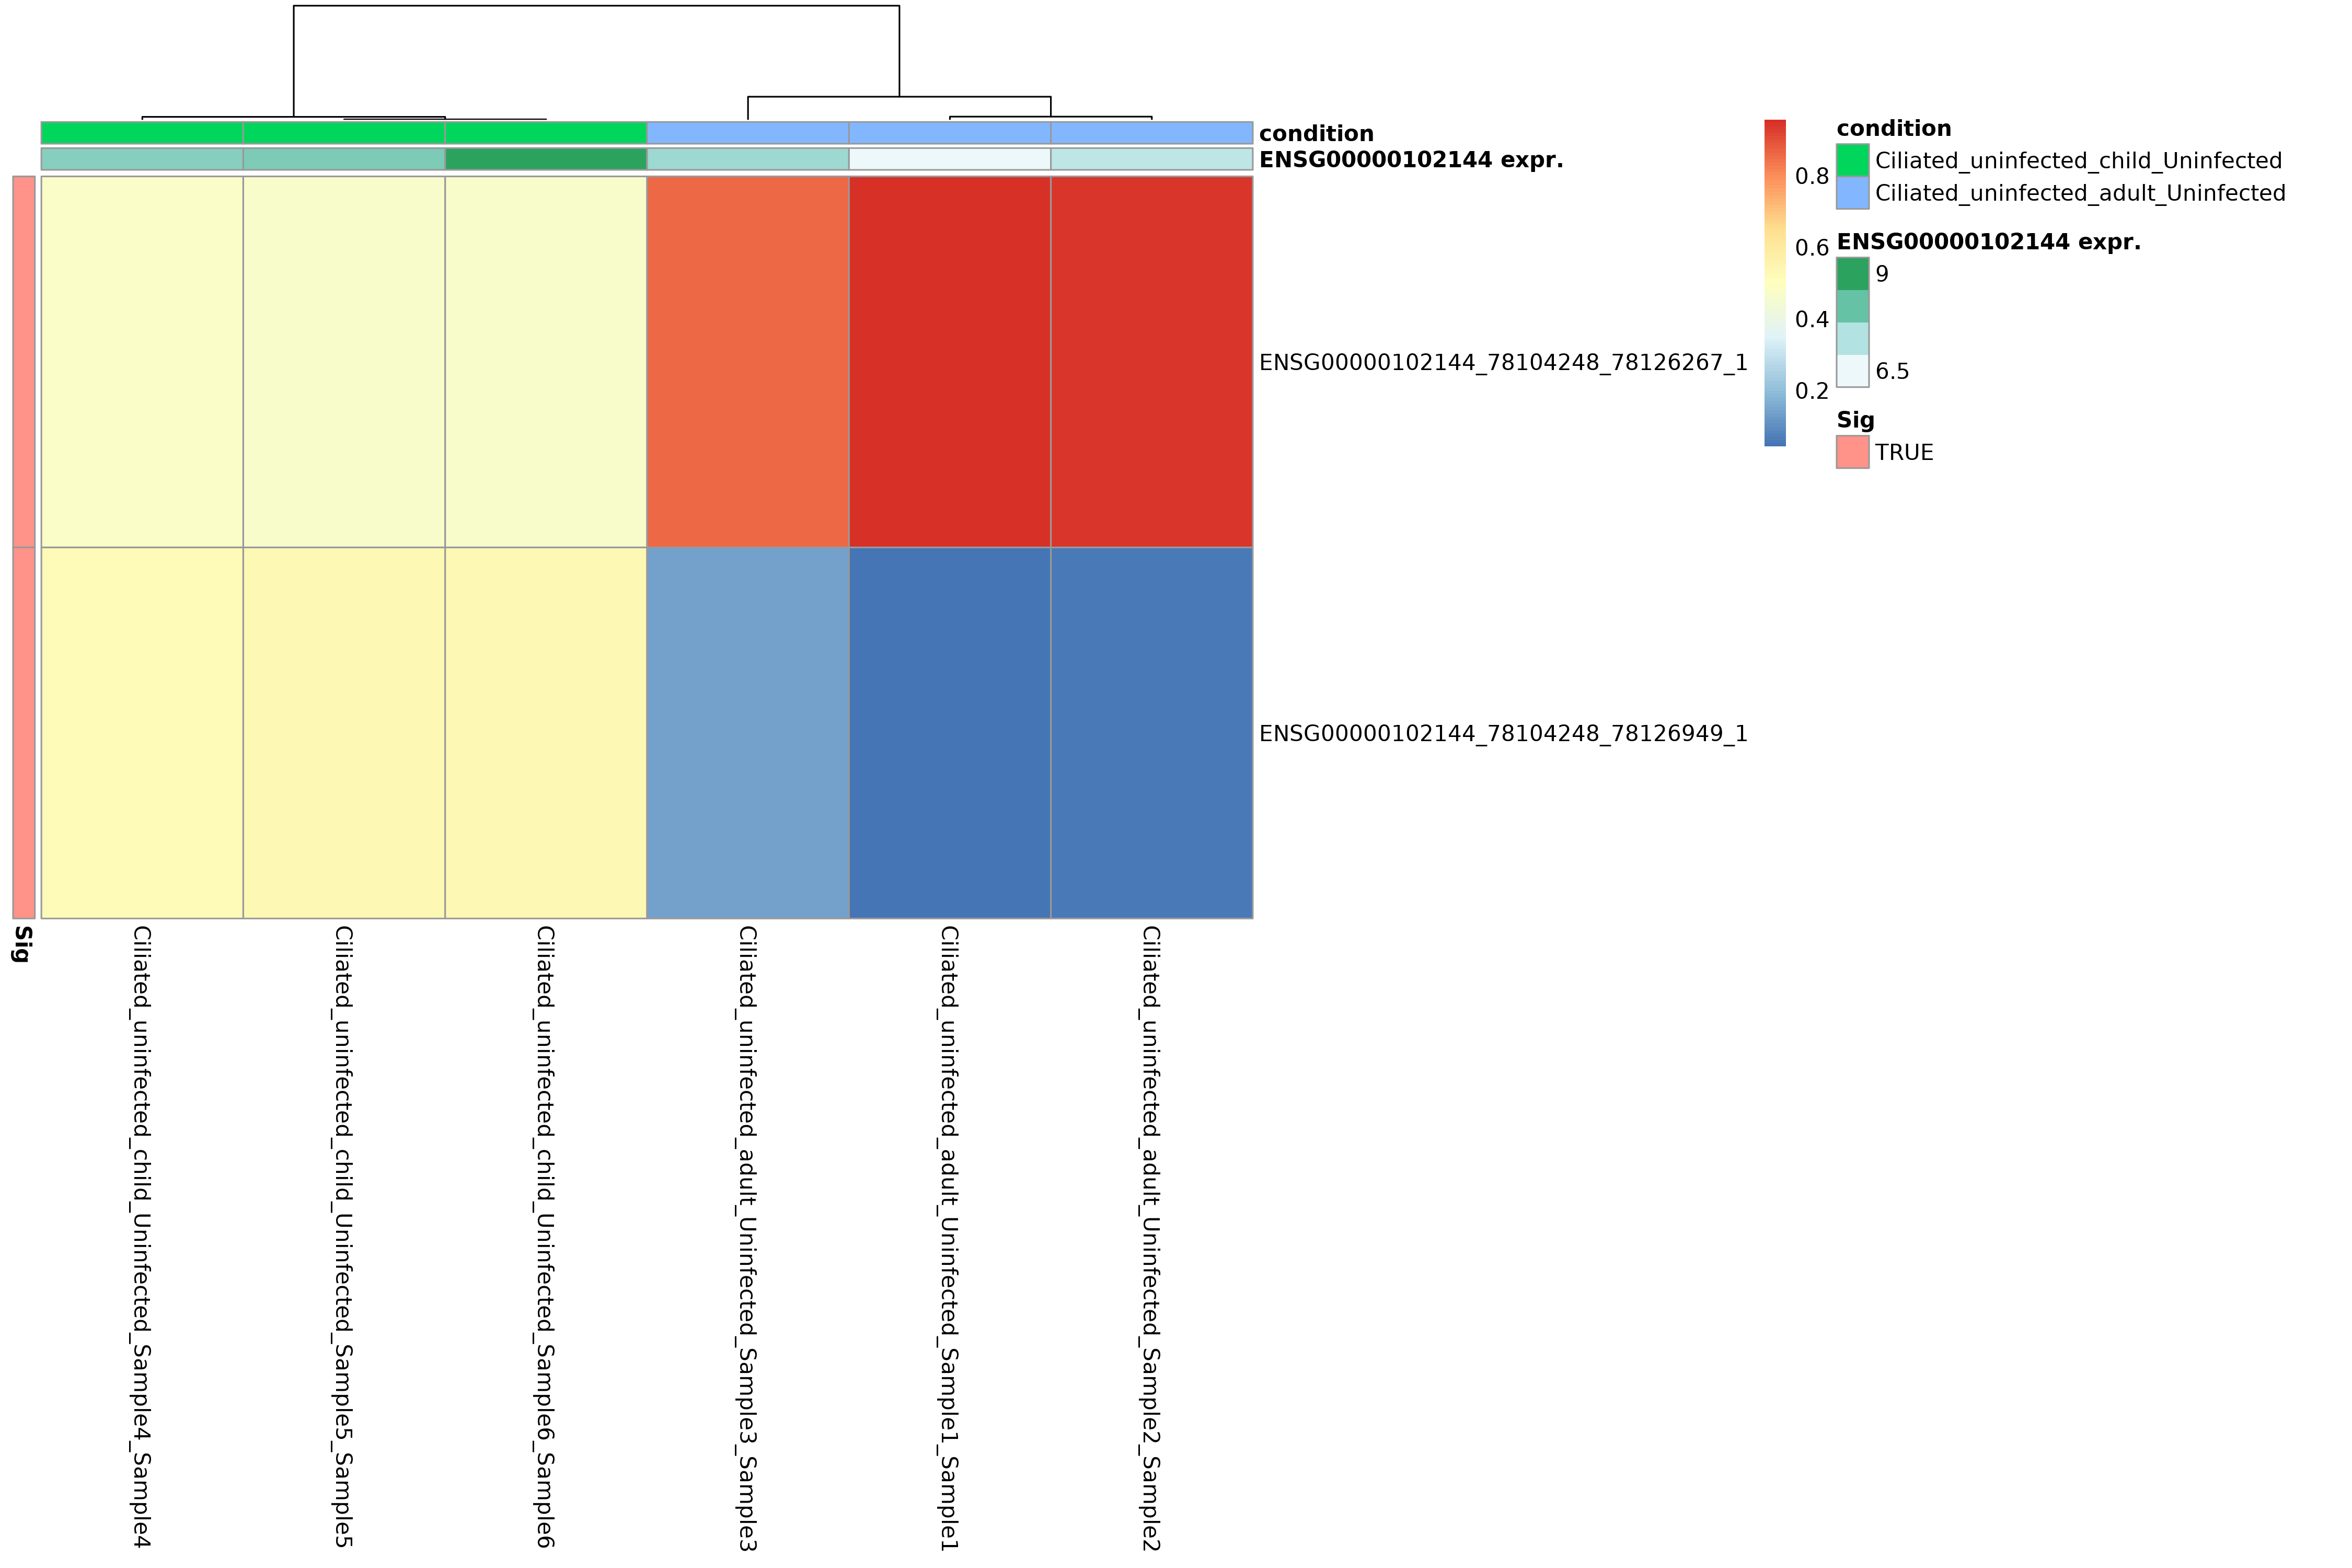 condition
ENSG00000102144 expr.
ENSG00000102144_78104248_78126267_1
ENSG00000102144_78104248_78126949_1
Sig
Ciliated_uninfected_child_Uninfected_Sample4_Sample4
Ciliated_uninfected_child_Uninfected_Sample5_Sample5
Ciliated_uninfected_child_Uninfected_Sample6_Sample6
Ciliated_uninfected_adult_Uninfected_Sample3_Sample3
Ciliated_uninfected_adult_Uninfected_Sample1_Sample1
Ciliated_uninfected_adult_Uninfected_Sample2_Sample2
0.8
0.6
0.4
0.2
condition
Ciliated_uninfected_child_Uninfected
Ciliated_uninfected_adult_Uninfected
ENSG00000102144 expr.
9
6.5
Sig
TRUE